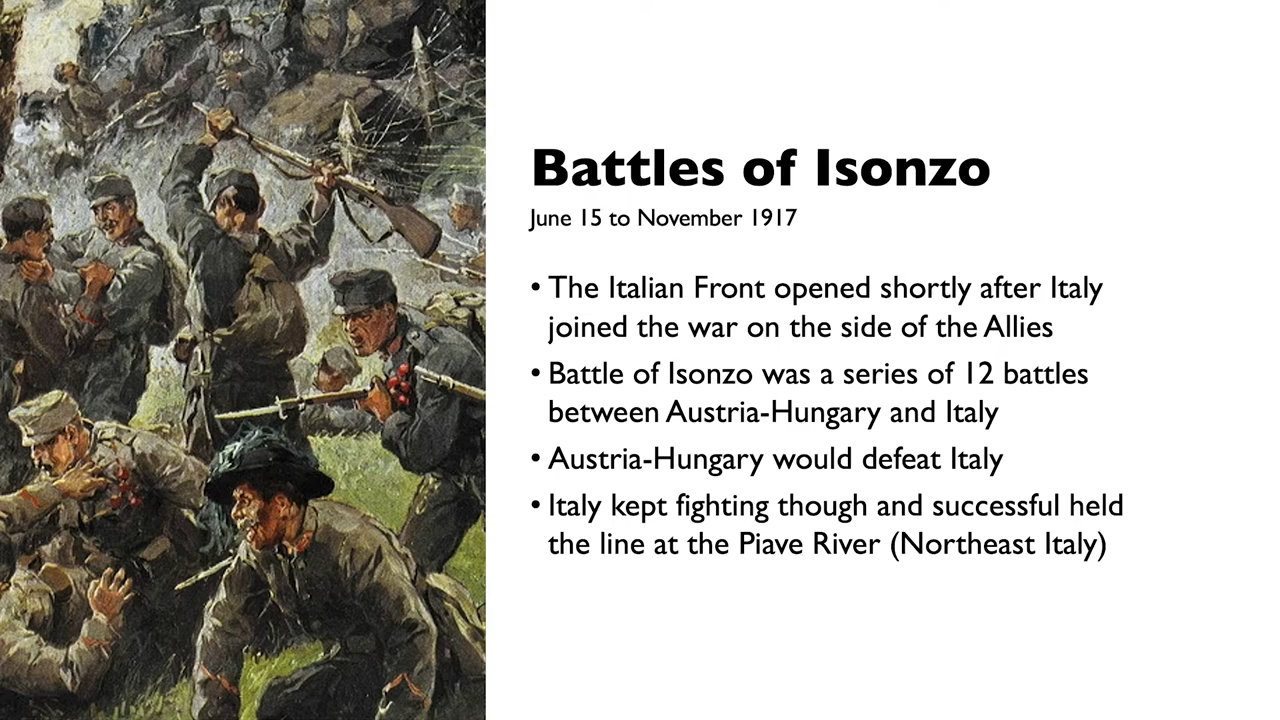 Battles of Isonzo
June 15 to November 1917
• The Italian Front opened shortly after Italy
joined the war on the side of the Allies
• Battle of Isonzo was a series of 12 battles
between Austria-Hungary and Italy
• Austria-Hungary would defeat Italy
• Italy kept fighting though and successful held
the line at the Piave River (Northeast Italy)